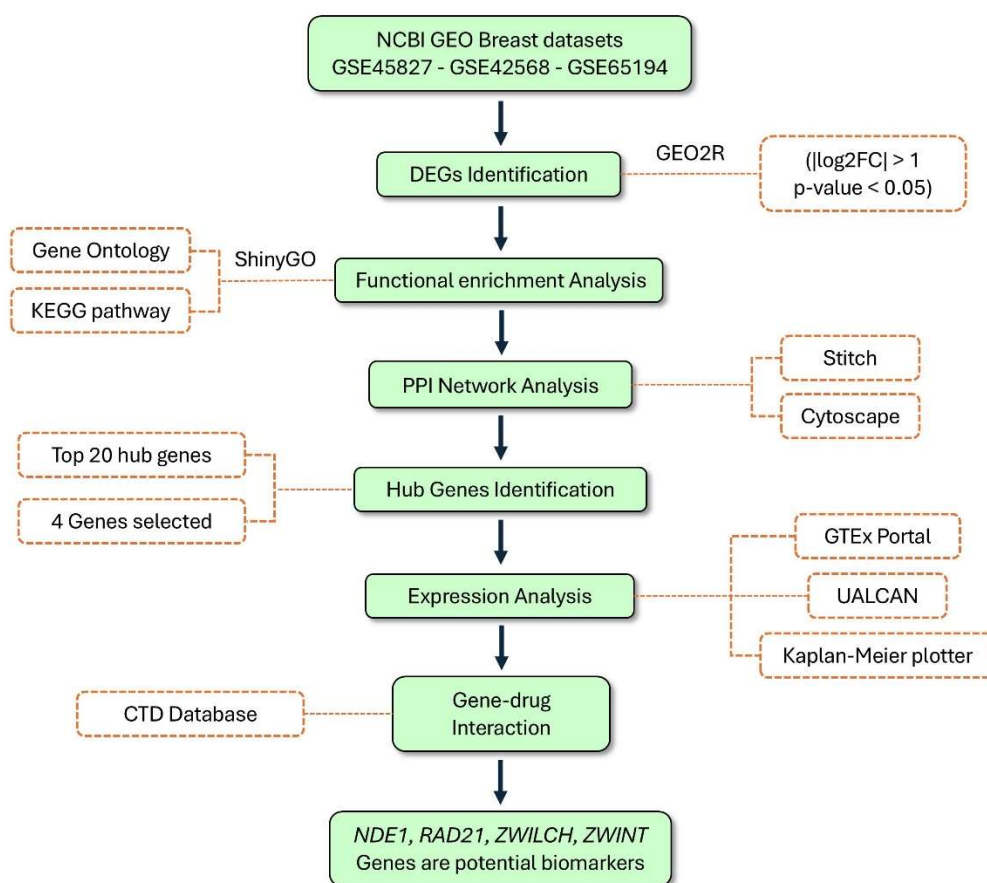 NCBI GEO Breast datasets
GSE45827 - GSE42568 - GSE65194
DEGs Identification
GEO2R
(|log2FC| > 1
p-value < 0.05)
Gene Ontology
KEGG pathway
ShinyGO
Functional enrichment Analysis
PPI Network Analysis
Stitch
Cytoscape
Top 20 hub genes
4 Genes selected
Hub Genes Identification
Expression Analysis
GTEx Portal
UALCAN
Kaplan-Meier plotter
CTD Database
Gene-drug
Interaction
NDE1, RAD21, ZWILCH, ZWINT
Genes are potential biomarkers